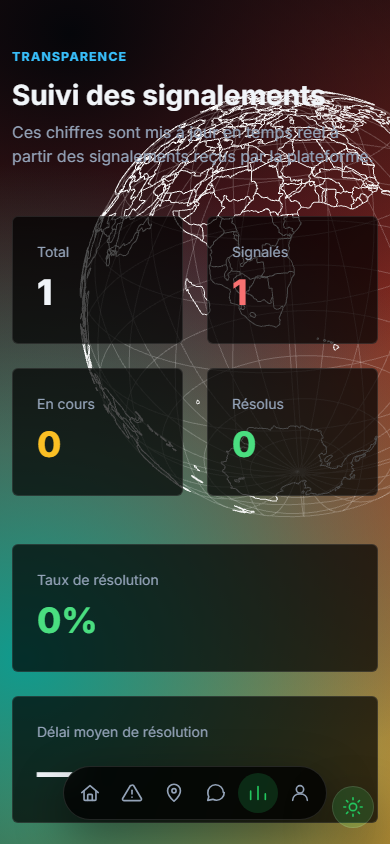 TRANSPARENCE
Suivi des signalements
Ces chiffres sont mis à jour en temps réel à
partir des signalements reçus par la plateforme.
Total
1
Signalés
1
En cours
0
Résolus
0
Taux de résolution
0%
Délai moyen de résolution
—